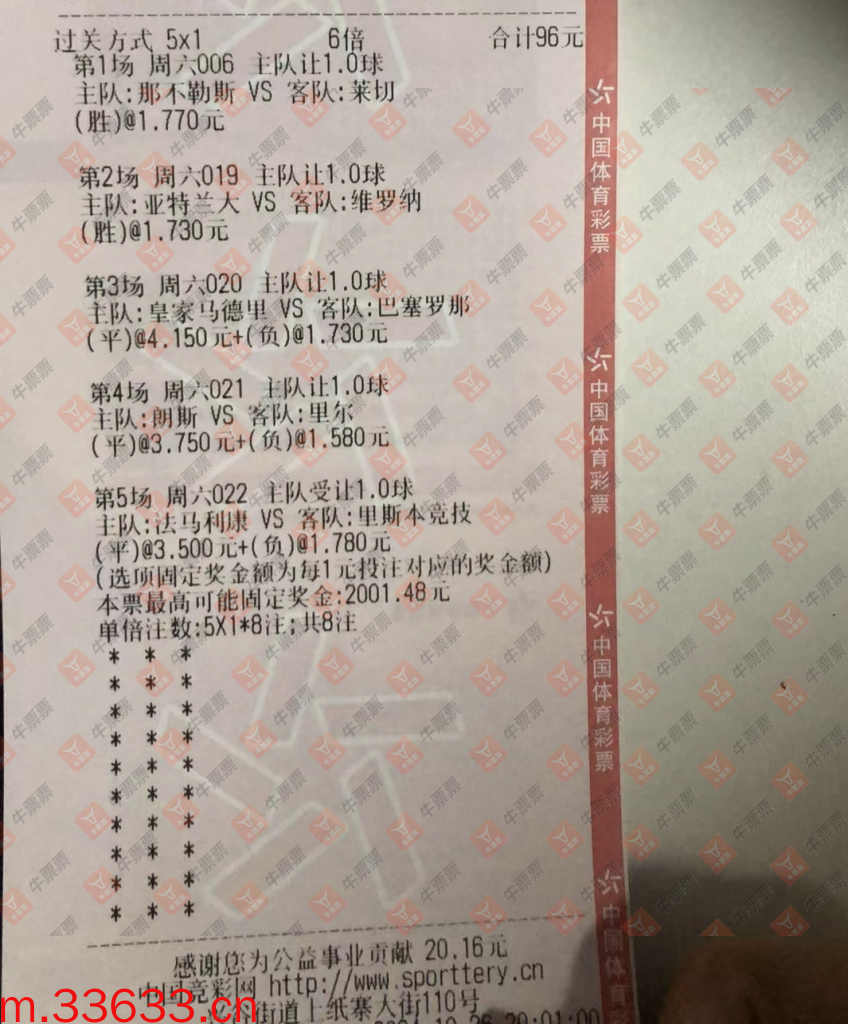 过关方式 5x1 6倍 合计96元
第1场 周六006 主队让1.0球
主队:那不勒斯 VS 客队:莱切
(胜)@1.770元
第2场 周六019 主队让1.0球
主队:亚特兰大 VS 客队:维罗纳
(胜)@1.730元
第3场 周六020 主队让1.0球
主队:皇家马德里 VS 客队:巴塞罗那
(平)@4.150元+(负)@1.730元
第4场 周六021 主队让1.0球
主队:朗斯 VS 客队:里尔
(平)@3.750元+(负)@1.580元
第5场 周六022 主队受让1.0球
主队:法马利康 VS 客队:里斯本竞技
(平)@3.500元+(负)@1.780元
(选项固定奖金额为每1元投注对应的奖金额)
本票最高可能固定奖金:2001.48元
单倍注数:5X1*8注;共8注
* * *
* * *
* * *
* * *
* * *
* * *
* * *
* * *
* * *
* * *
感谢您为公益事业贡献 20.16元
中国竞彩网 http://www.sporttery.cn
街道上纸寨大街110号
m.33633.cn
中国体育彩票
中国体育彩票
中国体育彩票
中国体育
牛票票